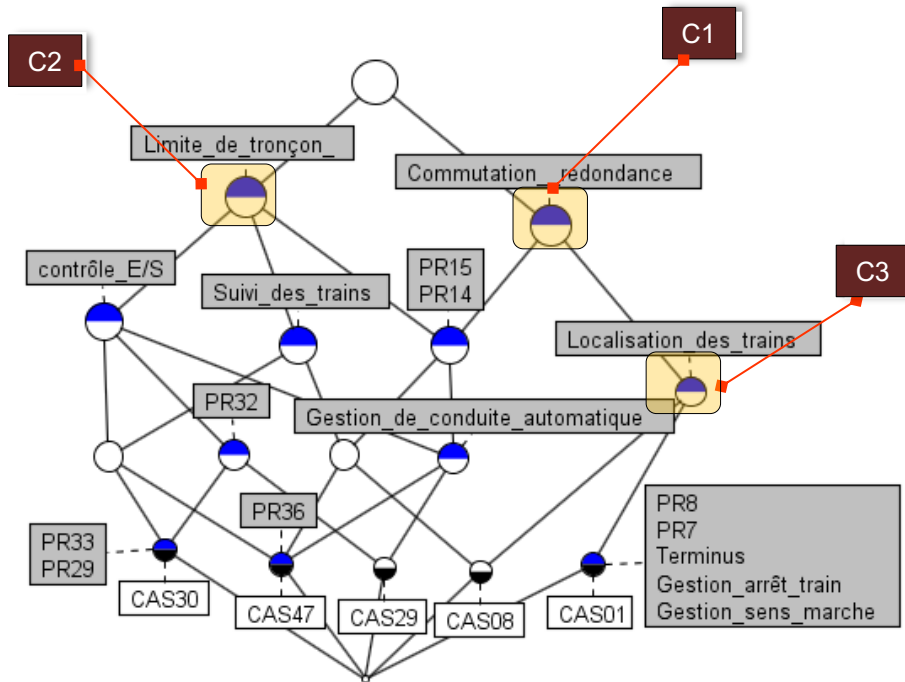 C1
C2
Limite_de_tronçon_
Commutation__redondance
contrôle_E/S
Suivi_des_trains
PR15
PR14
C3
Localisation_des_trains
PR32
Gestion_de_conduite_automatique
PR36
PR33
PR29
PR8
PR7
Terminus
Gestion_arrêt_train
Gestion_sens_marche
CAS30
CAS47
CAS29
CAS08
CAS01